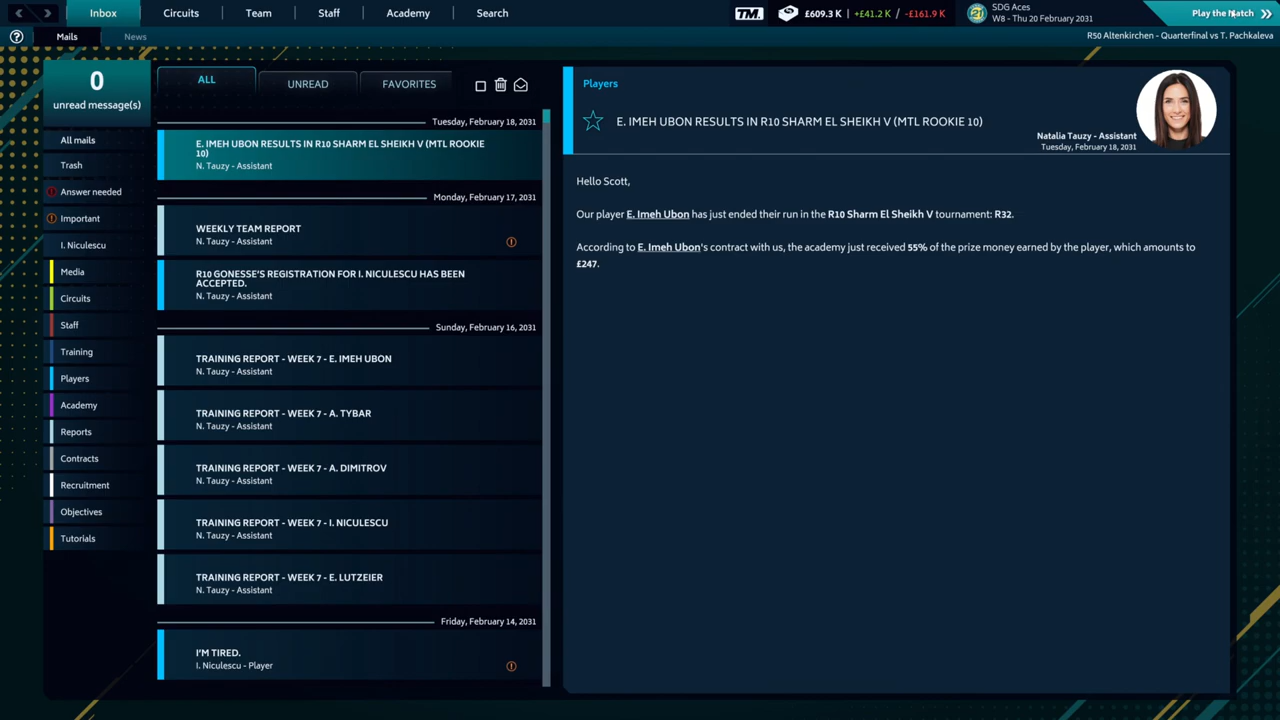 Inbox
Circuits
Team
Staff
Academy
Search
TM.
£609.3 K | +£41.2 K / -£161.9 K
21
SDG Aces
W8 - Thu 20 February 2031
Play the Match
Mails
News
R50 Altenkirchen - Quarterfinal vs T. Pachkaleva
0
unread message(s)
All mails
Trash
Answer needed
Important
I. Niculescu
Media
Circuits
Staff
Training
Players
Academy
Reports
Contracts
Recruitment
Objectives
Tutorials
ALL
UNREAD
FAVORITES
Tuesday, February 18, 2031
E. IMEH UBON RESULTS IN R10 SHARM EL SHEIKH V (MTL ROOKIE
10)
N. Tauzy - Assistant
Monday, February 17, 2031
WEEKLY TEAM REPORT
N. Tauzy - Assistant
R10 GONESSE'S REGISTRATION FOR I. NICULESCU HAS BEEN
ACCEPTED.
N. Tauzy - Assistant
Sunday, February 16, 2031
TRAINING REPORT - WEEK 7 - E. IMEH UBON
N. Tauzy - Assistant
TRAINING REPORT - WEEK 7 - A. TYBAR
N. Tauzy - Assistant
TRAINING REPORT - WEEK 7 - A. DIMITROV
N. Tauzy - Assistant
TRAINING REPORT - WEEK 7 - I. NICULESCU
N. Tauzy - Assistant
TRAINING REPORT - WEEK 7 - E. LUTZEIER
N. Tauzy - Assistant
Friday, February 14, 2031
I'M TIRED.
I. Niculescu - Player
Players
E. IMEH UBON RESULTS IN R10 SHARM EL SHEIKH V (MTL ROOKIE 10)
Natalia Tauzy - Assistant
Tuesday, February 18, 2031
Hello Scott,
Our player E. Imeh Ubon has just ended their run in the R10 Sharm El Sheikh V tournament: R32.
According to E. Imeh Ubon's contract with us, the academy just received 55% of the prize money earned by the player, which amounts to
£247.